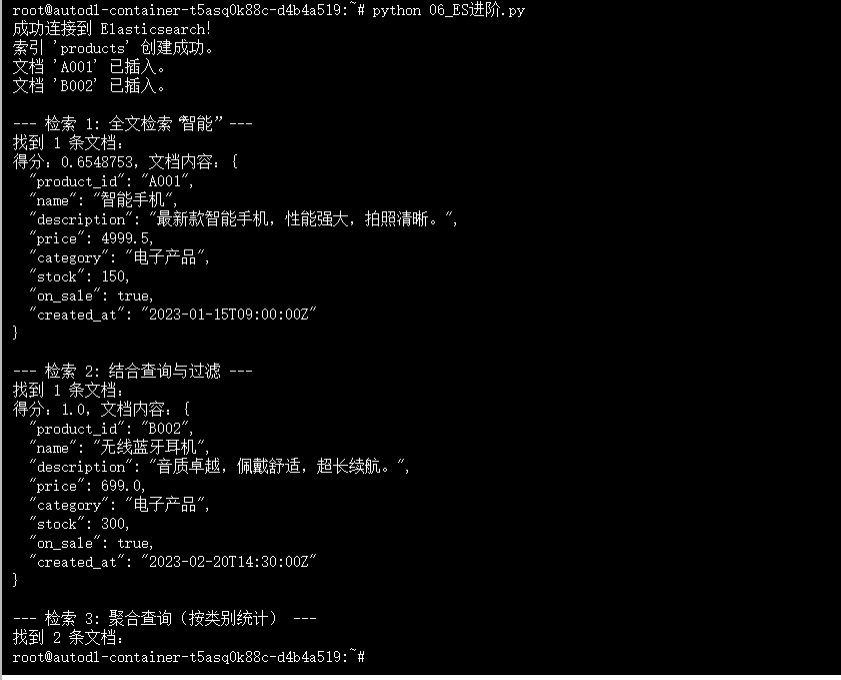 root@autodl-container-t5asq0k88c-d4b4a519:~# python 06_ES进阶.py
成功连接到 Elasticsearch!
索引 'products' 创建成功。
文档 'A001' 已插入。
文档 'B002' 已插入。
--- 检索 1: 全文检索“智能” ---
找到 1 条文档:
得分: 0.6548753, 文档内容: {
"product_id": "A001",
"name": "智能手机",
"description": "最新款智能手机，性能强大，拍照清晰。",
"price": 4999.5,
"category": "电子产品",
"stock": 150,
"on_sale": true,
"created_at": "2023-01-15T09:00:00Z"
}
--- 检索 2: 结合查询与过滤 ---
找到 1 条文档:
得分: 1.0, 文档内容: {
"product_id": "B002",
"name": "无线蓝牙耳机",
"description": "音质卓越，佩戴舒适，超长续航。",
"price": 699.0,
"category": "电子产品",
"stock": 300,
"on_sale": true,
"created_at": "2023-02-20T14:30:00Z"
}
--- 检索 3: 聚合查询（按类别统计） ---
找到 2 条文档:
root@autodl-container-t5asq0k88c-d4b4a519:~#